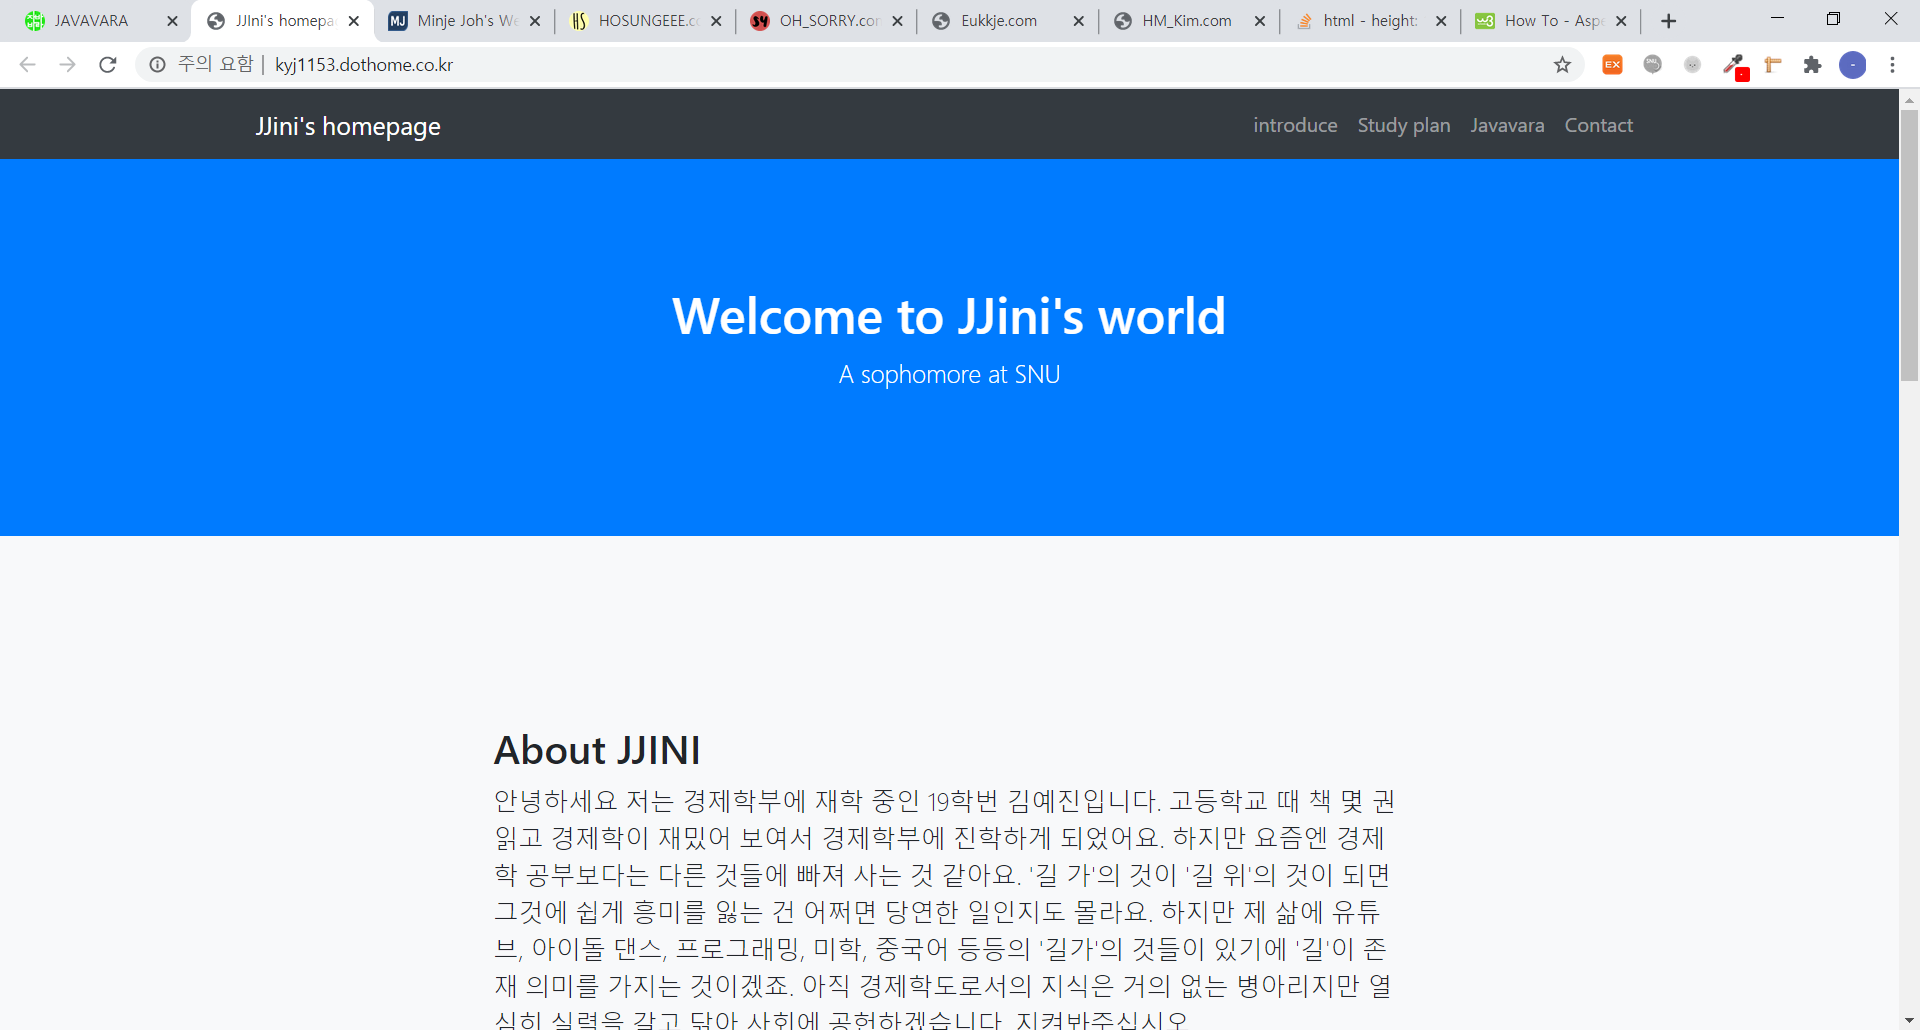 JAVAVARA
JJIni's homepa
MJ
Minje Joh's We
HS
HOSUNGEEE.co
OH_SORRY.com
Eukkje.com
HM_Kim.com
html - height:
How To - Aspe
주의 요함 | kyj1153.dothome.co.kr
EX
JJini's homepage
introduce Study plan Javavara Contact
Welcome to JJini's world
A sophomore at SNU
About JJINI
안녕하세요 저는 경제학부에 재학 중인 19학번 김예진입니다. 고등학교 때 책 몇 권
읽고 경제학이 재밌어 보여서 경제학부에 진학하게 되었어요. 하지만 요즘엔 경제
학 공부보다는 다른 것들에 빠져 사는 것 같아요. '길 가'의 것이 '길 위'의 것이 되면
그것에 쉽게 흥미를 잃는 건 어쩌면 당연한 일인지도 몰라요. 하지만 제 삶에 유튜
브, 아이돌 댄스, 프로그래밍, 미학, 중국어 등등의 '길가'의 것들이 있기에 '길'이 존
재 의미를 가지는 것이겠죠. 아직 경제학도로서의 지식은 거의 없는 병아리지만 열
심히 실력을 갈고 닦아 사회에 공헌하겠습니다. 지켜봐주십시오